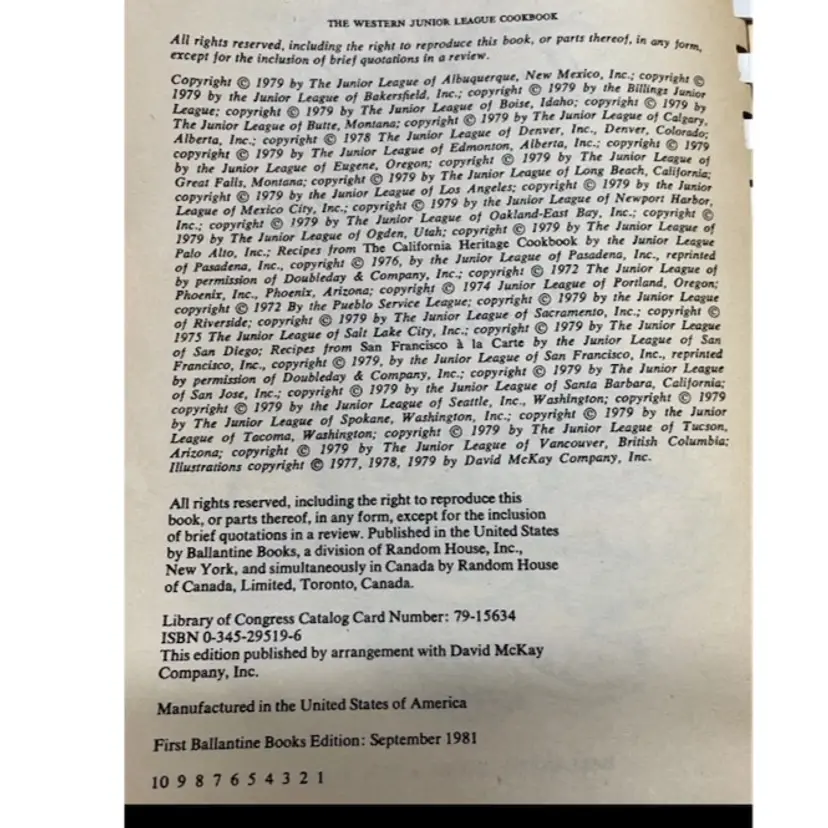 THE WESTERN JUNIOR LEAGUE COOKBOOK
All rights reserved, including the right to reproduce this book, or parts thereof, in any form,
except for the inclusion of brief quotations in a review.
Copyright © 1979 by The Junior League of Albuquerque, New Mexico, Inc.; copyright ©
1979 by the Junior League of Bakersfield, Inc.; copyright © 1979 by the Billings Junior
League; copyright © 1979 by The Junior League of Boise, Idaho; copyright © 1979 by
The Junior League of Butte, Montana; copyright © 1979 by The Junior League of Calgary,
Alberta, Inc.; copyright © 1978 The Junior League of Denver, Inc., Denver, Colorado;
copyright © 1979 by The Junior League of Edmonton, Alberta, Inc.; copyright © 1979
by the Junior League of Eugene, Oregon; copyright © 1979 by The Junior League of
Great Falls, Montana; copyright © 1979 by The Junior League of Long Beach, California;
copyright © 1979 by the Junior League of Los Angeles; copyright © 1979 by the Junior
League of Mexico City, Inc.; copyright © 1979 by the Junior League of Newport Harbor,
Inc.; copyright © 1979 by The Junior League of Oakland-East Bay, Inc.; copyright ©
1979 by The Junior League of Ogden, Utah; copyright © 1979 by The Junior League of
Palo Alto, Inc.; Recipes from The California Heritage Cookbook by the Junior League
of Pasadena, Inc., copyright © 1976, by the Junior League of Pasadena, Inc., reprinted
by permission of Doubleday & Company, Inc.; copyright © 1972 The Junior League of
Phoenix, Inc., Phoenix, Arizona; copyright © 1974 Junior League of Portland, Oregon;
copyright © 1972 By the Pueblo Service League; copyright © 1979 by the Junior League
of Riverside; copyright © 1979 by The Junior League of Sacramento, Inc.; copyright ©
1975 The Junior League of Salt Lake City, Inc.; copyright © 1979 by The Junior League
of San Diego; Recipes from San Francisco à la Carte by the Junior League of San
Francisco, Inc., copyright © 1979, by the Junior League of San Francisco, Inc., reprinted
by permission of Doubleday & Company, Inc.; copyright © 1979 by The Junior League
of San Jose, Inc.; copyright © 1979 by the Junior League of Santa Barbara, California;
copyright © 1979 by the Junior League of Seattle, Inc., Washington; copyright © 1979
by The Junior League of Spokane, Washington, Inc.; copyright © 1979 by the Junior
League of Tacoma, Washington; copyright © 1979 by The Junior League of Tucson,
Arizona; copyright © 1979 by The Junior League of Vancouver, British Columbia;
Illustrations copyright © 1977, 1978, 1979 by David McKay Company, Inc.
All rights reserved, including the right to reproduce this
book, or parts thereof, in any form, except for the inclusion
of brief quotations in a review. Published in the United States
by Ballantine Books, a division of Random House, Inc.,
New York, and simultaneously in Canada by Random House
of Canada, Limited, Toronto, Canada.
Library of Congress Catalog Card Number: 79-15634
ISBN 0-345-29519-6
This edition published by arrangement with David McKay
Company, Inc.
Manufactured in the United States of America
First Ballantine Books Edition: September 1981
10 9 8 7 6 5 4 3 2 1